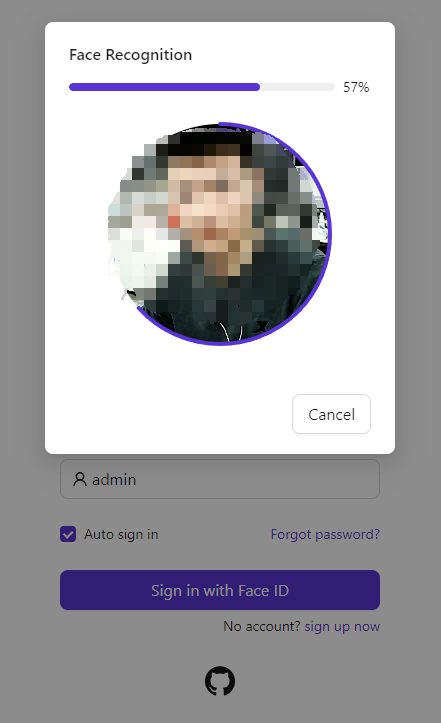 Face Recognition
57%
Cancel
admin
Auto sign in
Forgot password?
Sign in with Face ID
No account? sign up now